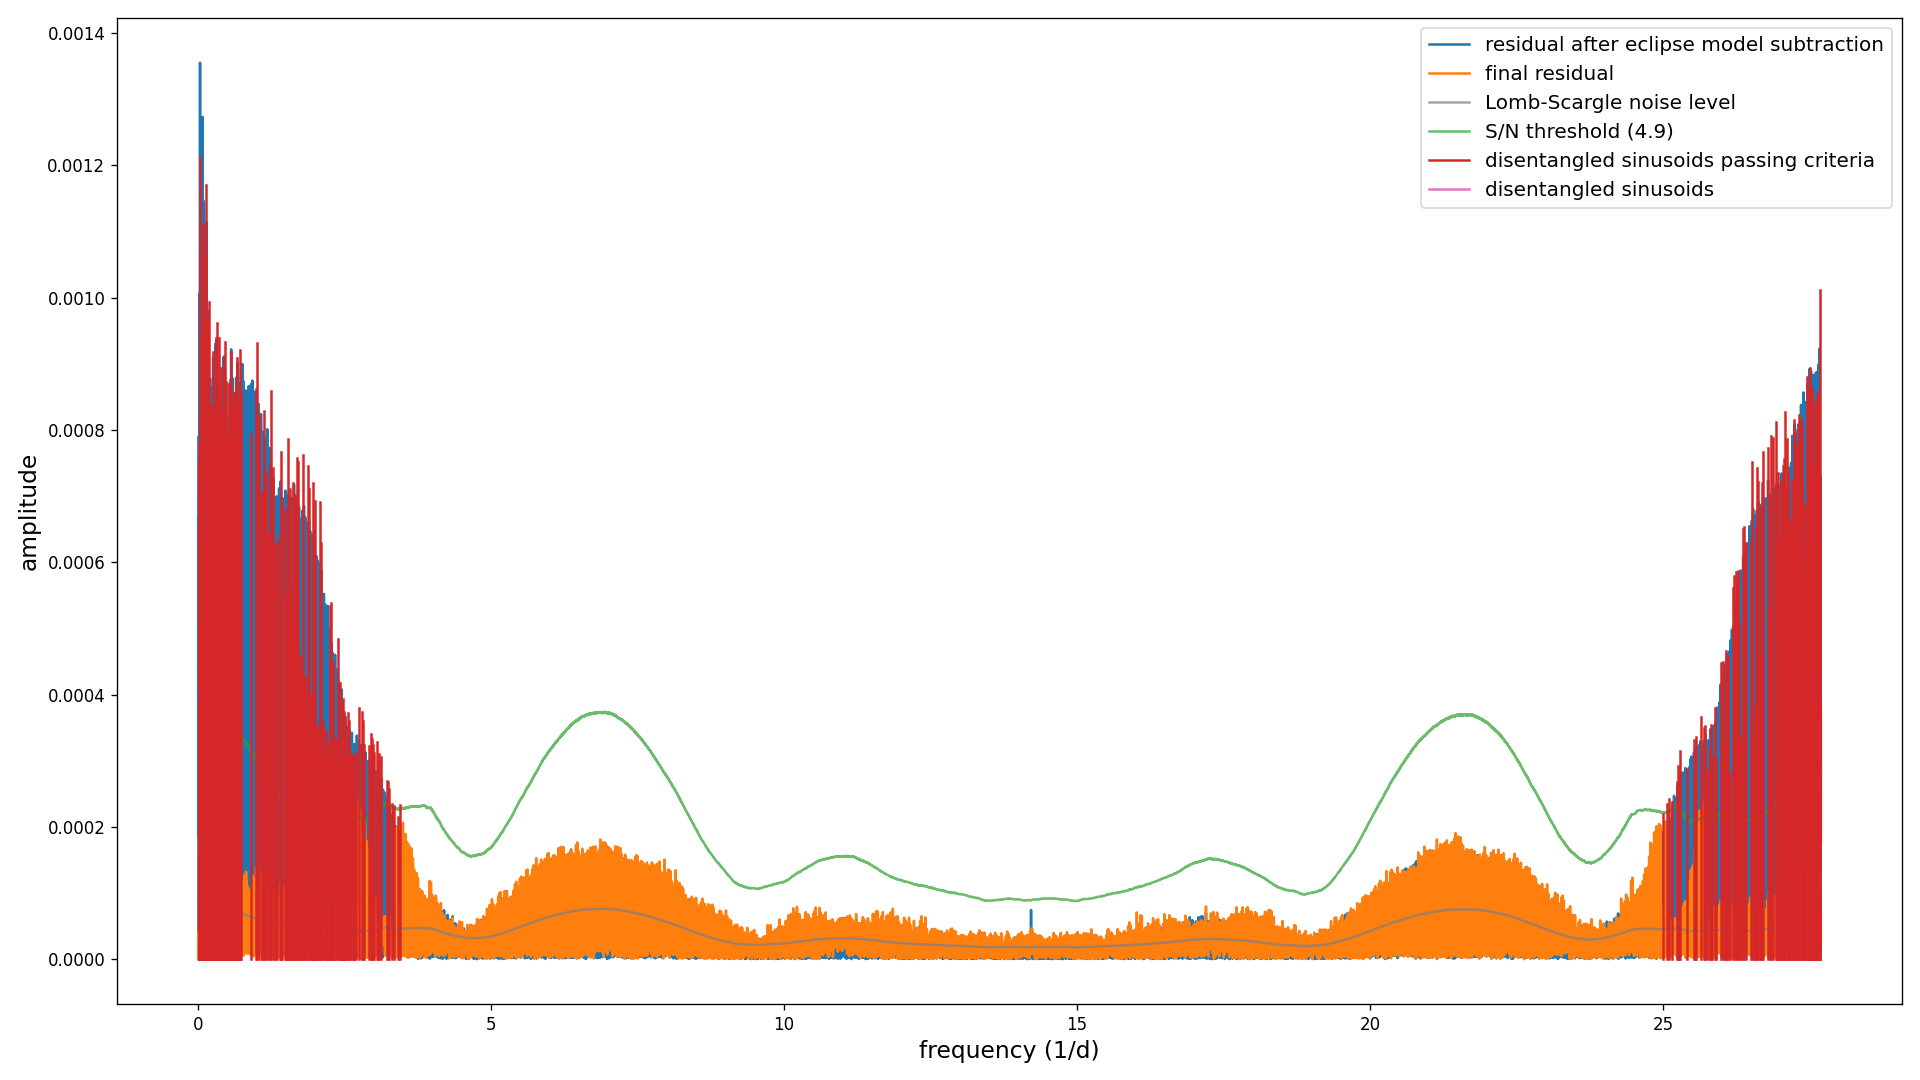 0.0014
0.0012
0.0010
0.0008
0.0006
0.0004
0.0002
0.0000
amplitude
residual after eclipse model subtraction
final residual
Lomb-Scargle noise level
S/N threshold (4.9)
disentangled sinusoids passing criteria
disentangled sinusoids
0 5 10 15 20 25
frequency (1/d)